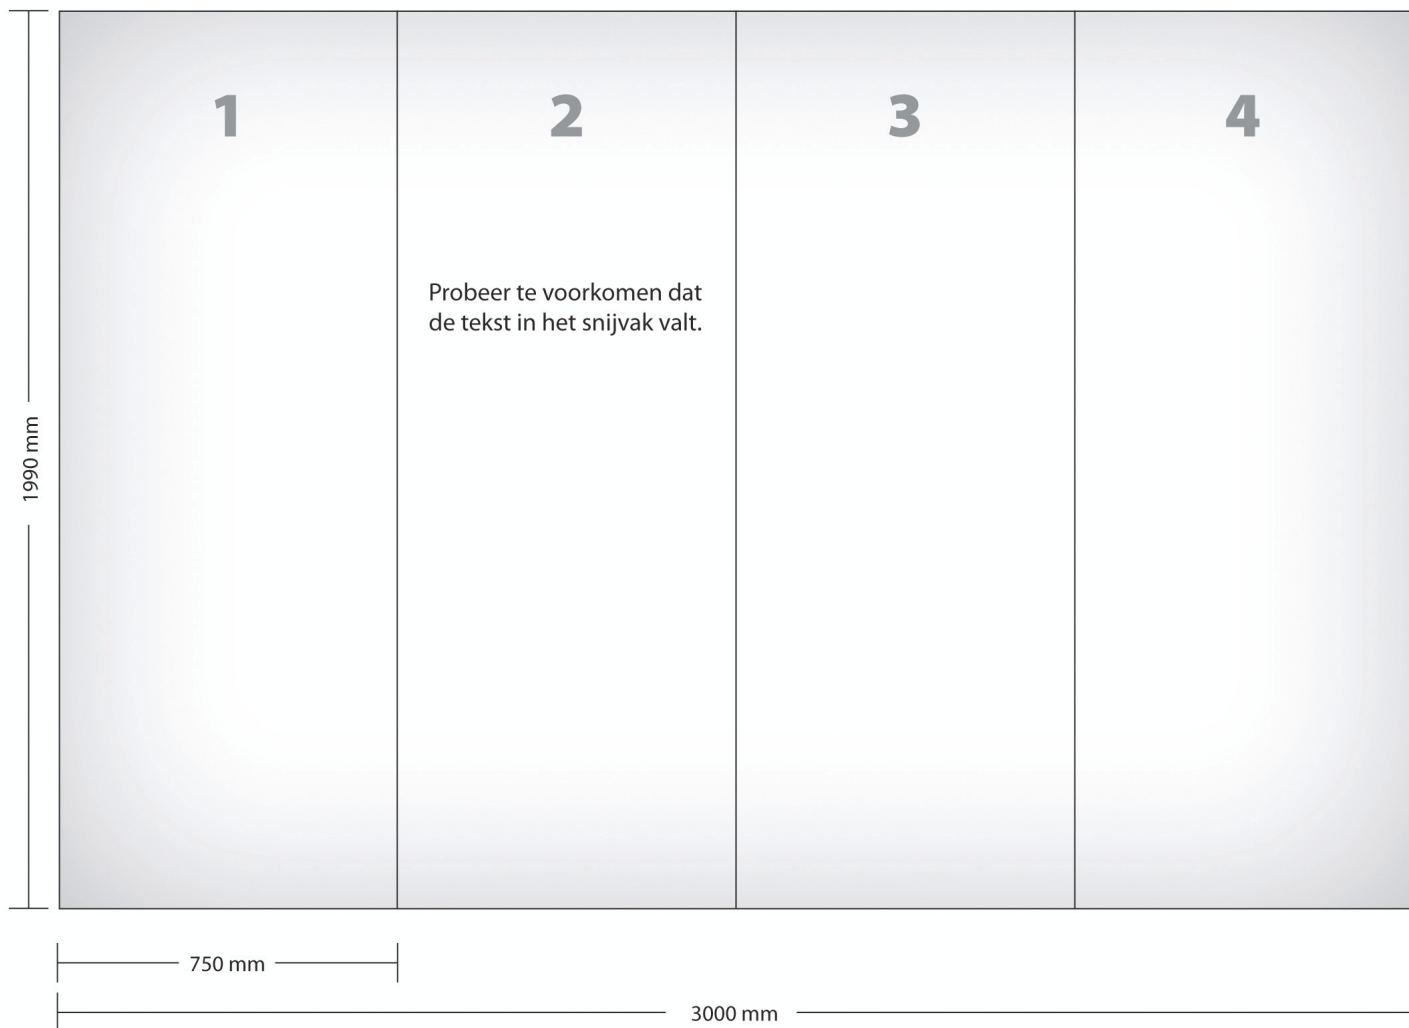 1
2
3
4
Probeer te voorkomen dat
de tekst in het snijvak valt.
1990 mm
750 mm
3000 mm